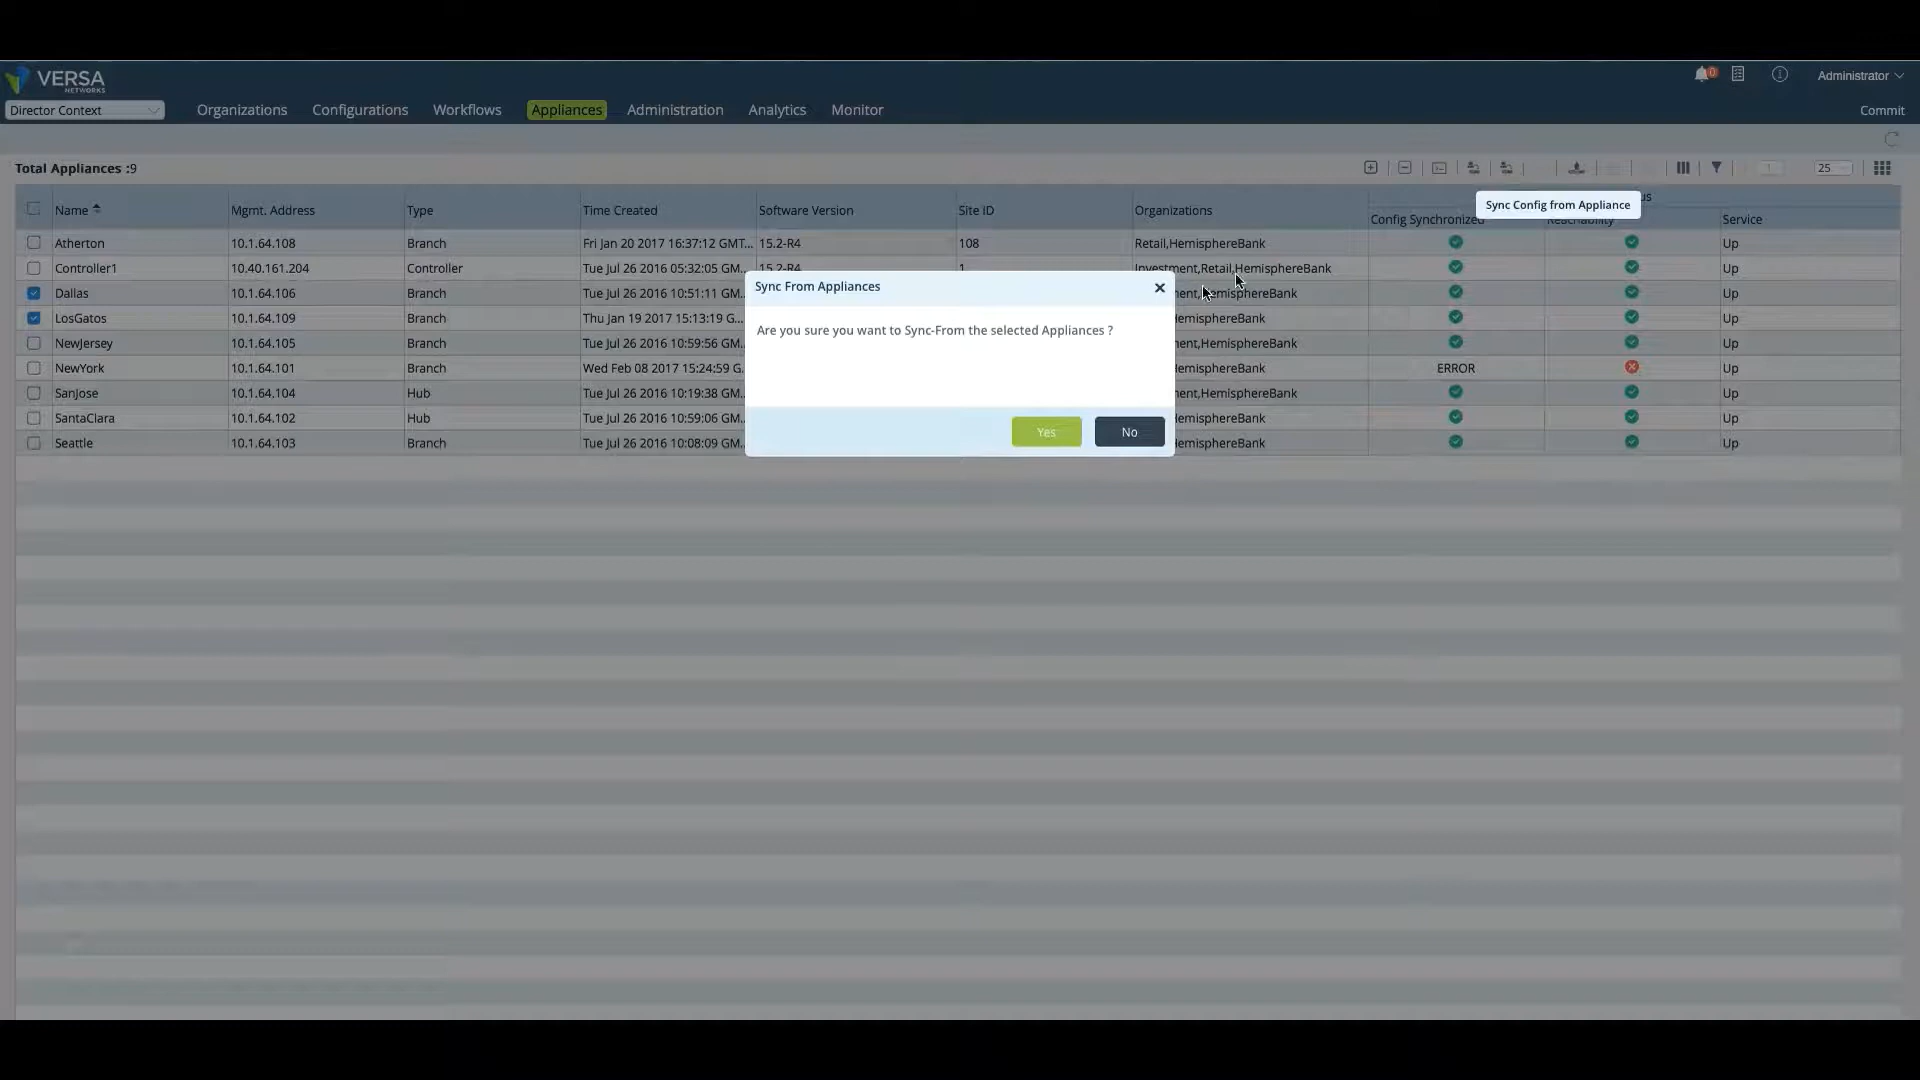 VERSA
NETWORKS
0
Administrator
Director Context
Organizations
Configurations
Workflows
Appliances
Administration
Analytics
Monitor
Commit
Total Appliances :9
1
25
Sync Config from Appliance
us
Name Mgmt. Address Type Time Created Software Version Site ID Organizations Config Synchronized Reachability Service
Atherton 10.1.64.108 Branch Fri Jan 20 2017 16:37:12 GMT... 15.2-R4 108 Retail,HemisphereBank Up
Controller1 10.40.161.204 Controller Tue Jul 26 2016 05:32:05 GM... 15.2-R4 1 Investment,Retail,HemisphereBank Up
Dallas 10.1.64.106 Branch Tue Jul 26 2016 10:51:11 GM... ent,HemisphereBank Up
LosGatos 10.1.64.109 Branch Thu Jan 19 2017 15:13:19 G... HemisphereBank Up
NewJersey 10.1.64.105 Branch Tue Jul 26 2016 10:59:56 GM... ent,HemisphereBank Up
NewYork 10.1.64.101 Branch Wed Feb 08 2017 15:24:59 G... HemisphereBank ERROR Up
SanJose 10.1.64.104 Hub Tue Jul 26 2016 10:19:38 GM... ent,HemisphereBank Up
SantaClara 10.1.64.102 Hub Tue Jul 26 2016 10:59:06 GM... HemisphereBank Up
Seattle 10.1.64.103 Branch Tue Jul 26 2016 10:08:09 GM... HemisphereBank Up
Sync From Appliances
Are you sure you want to Sync-From the selected Appliances ?
Yes
No